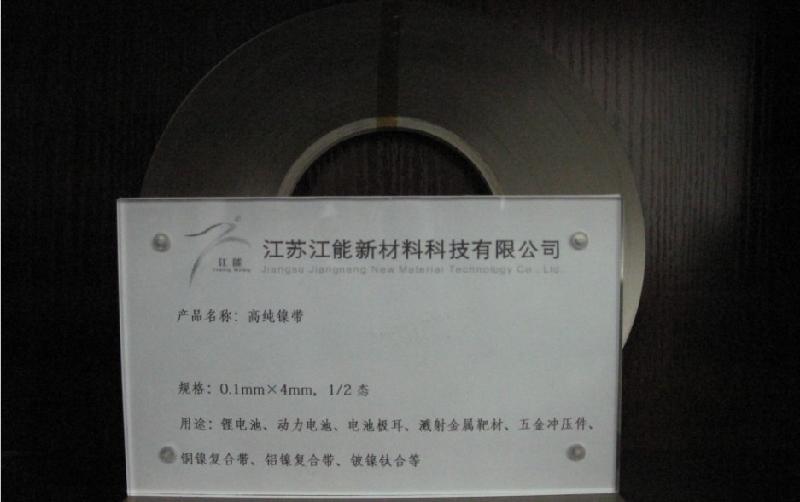 江能
江苏江能新材料科技有限公司
Jiangsu Jiangneng New Material Technology Co., Ltd.
产品名称：高纯镍带
规格：0.1mm×4mm，1/2 态
用途：锂电池、动力电池、电池极耳、溅射金属靶材、五金冲压件、
铜镍复合带、铝镍复合带、镀镍钛合等